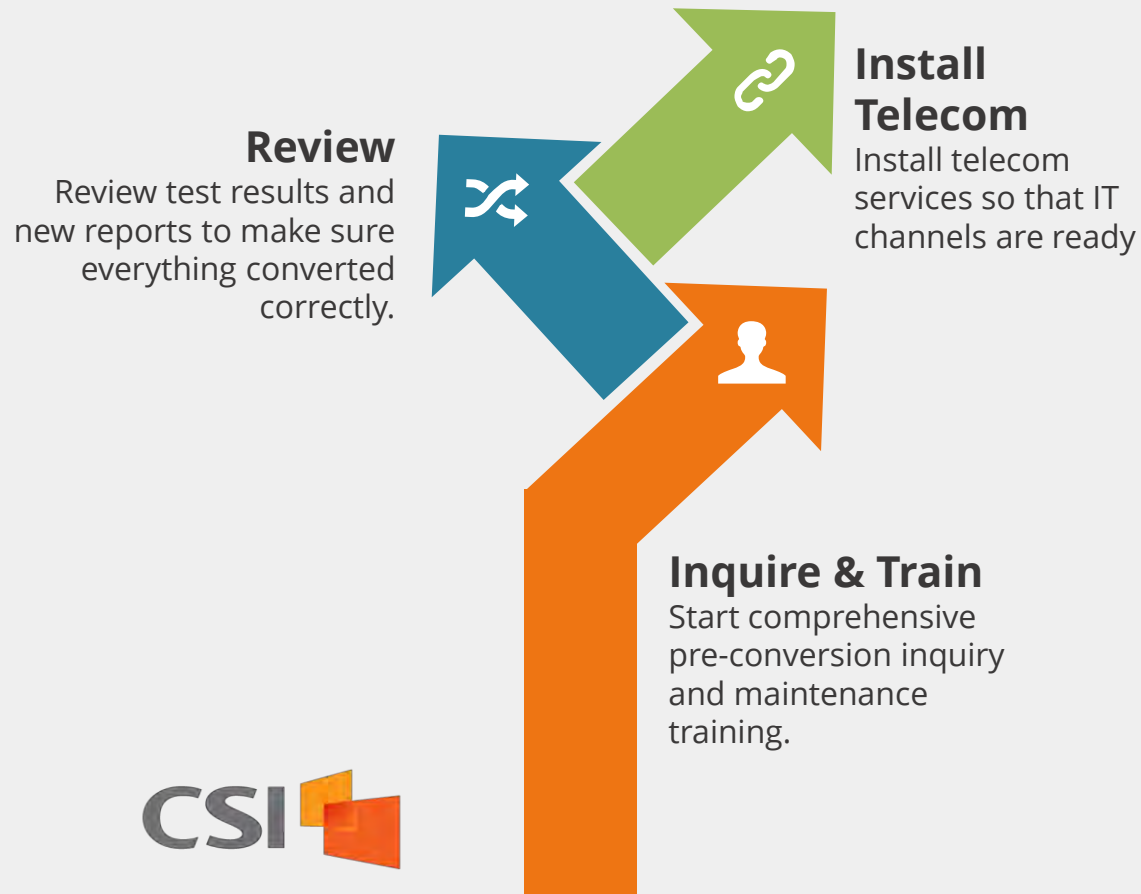 Install
Telecom
Install telecom
services so that IT
channels are ready
Review
Review test results and
new reports to make sure
everything converted
correctly.
Inquire & Train
Start comprehensive
pre-conversion inquiry
and maintenance
training.
CSI